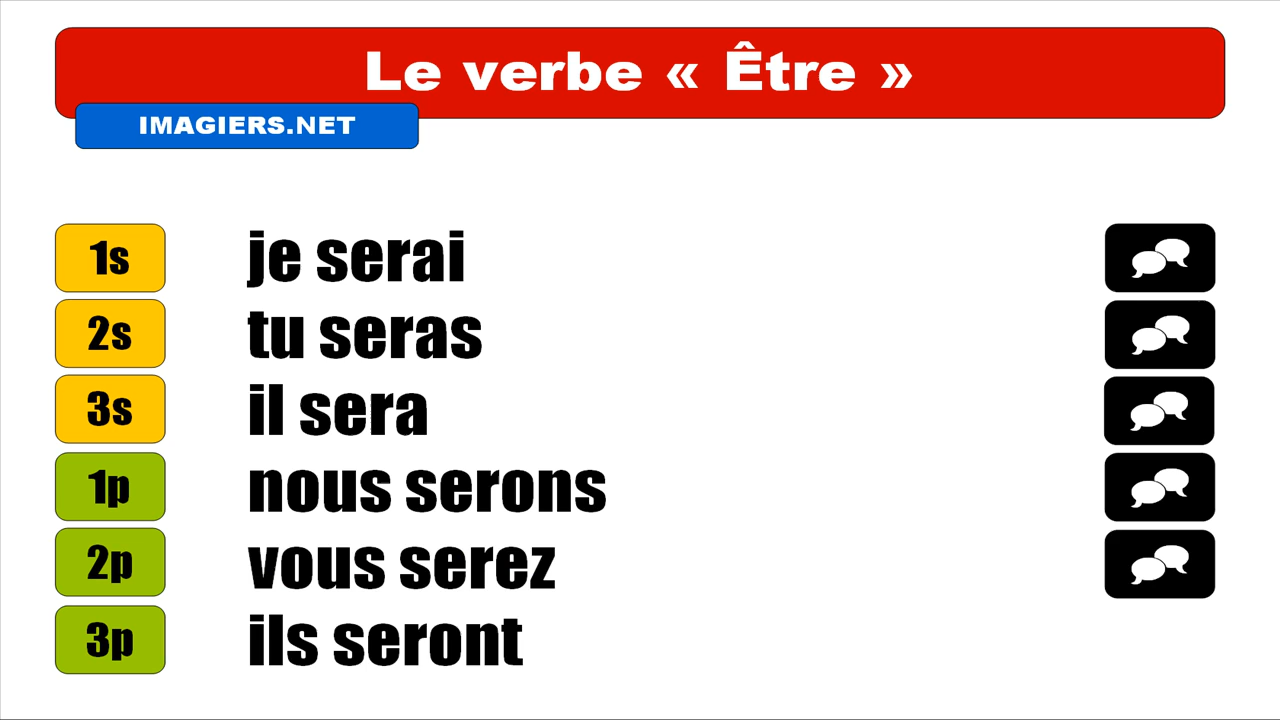 Le verbe « Être »
IMAGIERS.NET
1s je serai
2s tu seras
3s il sera
1p nous serons
2p vous serez
3p ils seront